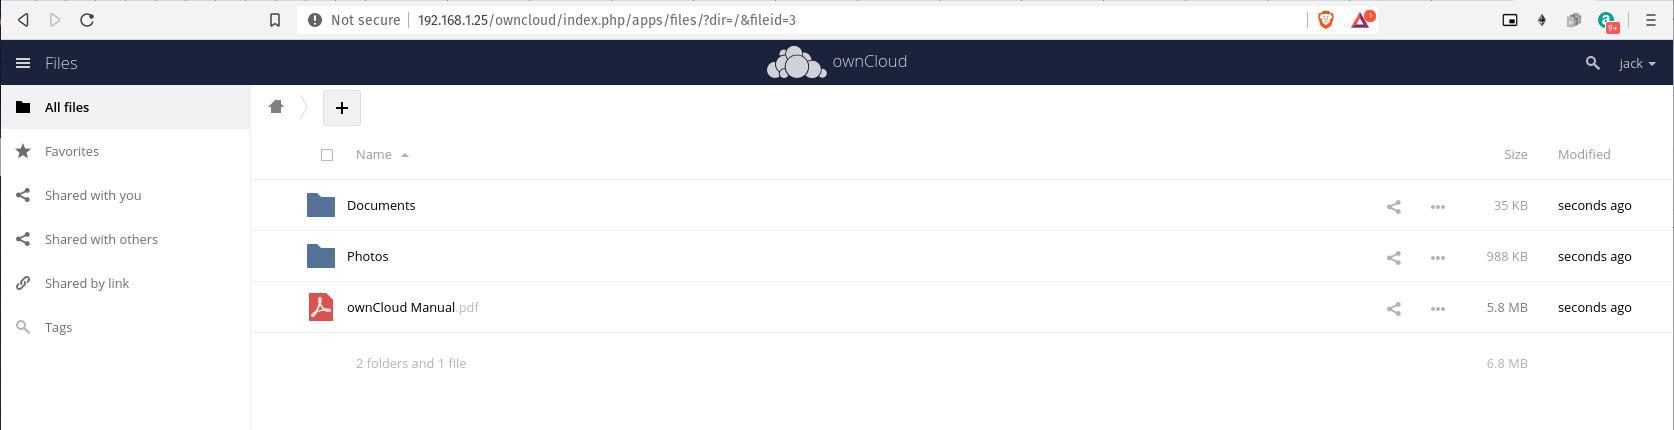 Not secure 192.168.1.25/owncloud/index.php/apps/files/?dir=/&fileid=3 1
9+
Files ownCloud jack
All files
Favorites
Shared with you
Shared with others
Shared by link
Tags
Name Size Modified
Documents 35 KB seconds ago
Photos 988 KB seconds ago
ownCloud Manual.pdf 5.8 MB seconds ago
2 folders and 1 file 6.8 MB